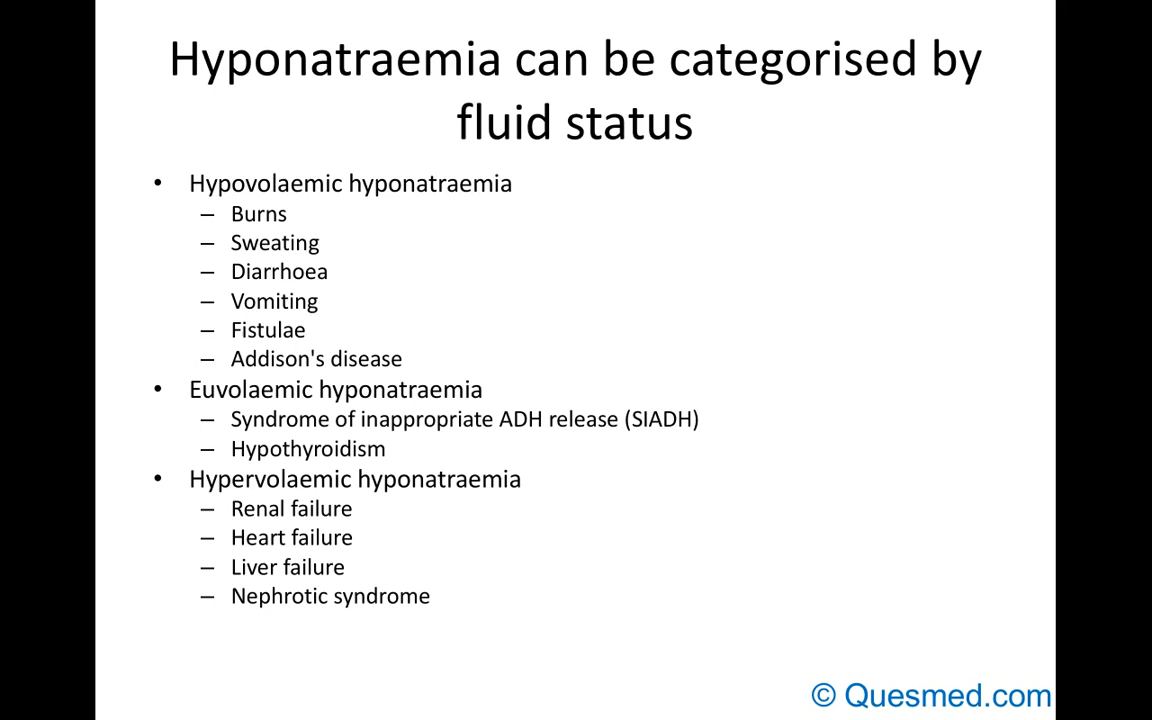 Hyponatraemia can be categorised by
fluid status
• Hypovolaemic hyponatraemia
– Burns
– Sweating
– Diarrhoea
– Vomiting
– Fistulae
– Addison's disease
• Euvolaemic hyponatraemia
– Syndrome of inappropriate ADH release (SIADH)
– Hypothyroidism
• Hypervolaemic hyponatraemia
– Renal failure
– Heart failure
– Liver failure
– Nephrotic syndrome
© Quesmed.com